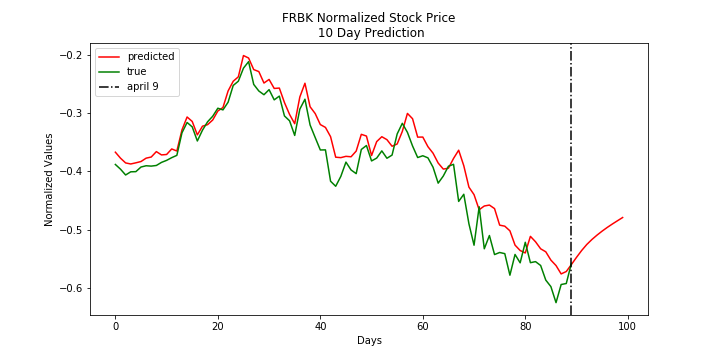 FRBK Normalized Stock Price
10 Day Prediction
predicted
true
april 9
−0.2
−0.3
−0.4
−0.5
−0.6
Normalized Values
0 20 40 60 80 100
Days